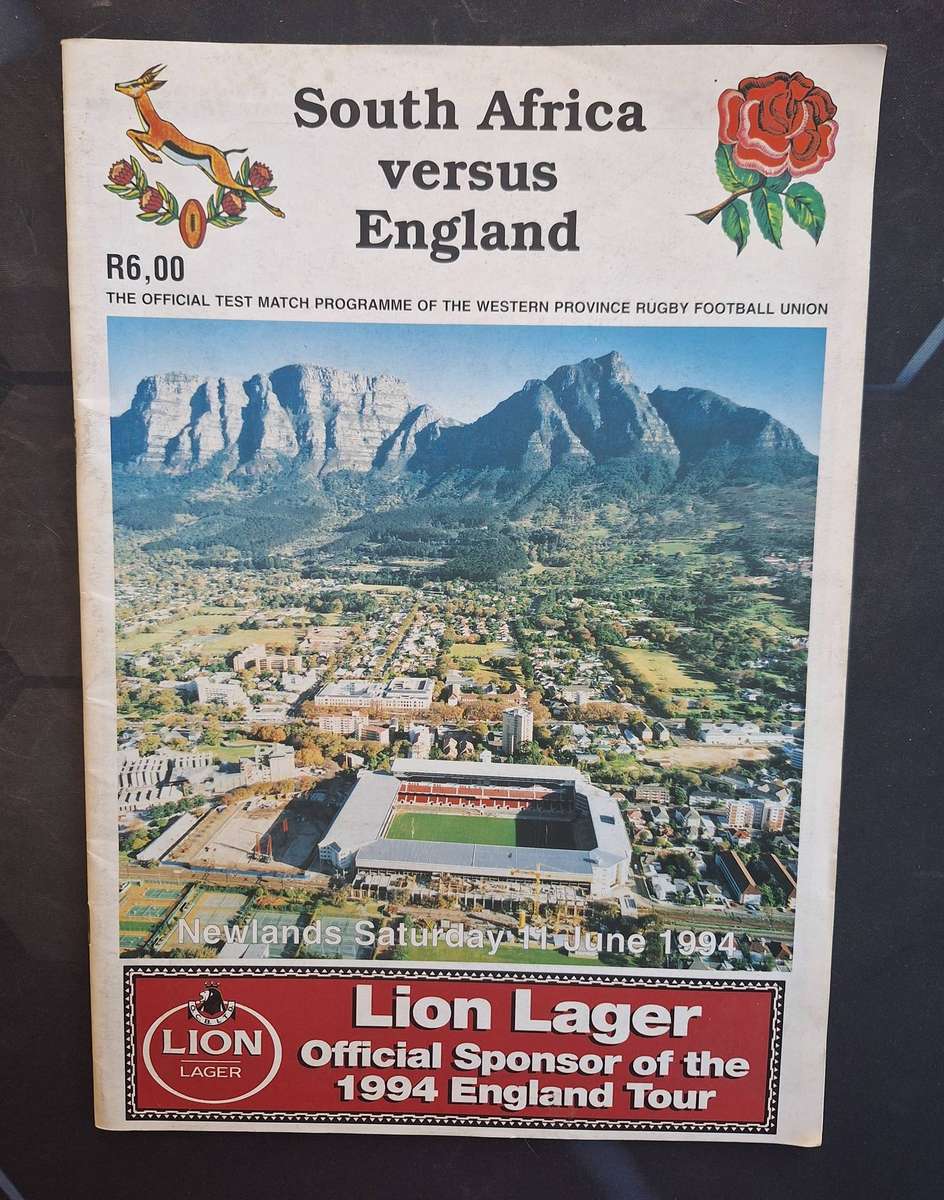 South Africa
versus
England
R6,00
THE OFFICIAL TEST MATCH PROGRAMME OF THE WESTERN PROVINCE RUGBY FOOTBALL UNION
Newlands Saturday 11 June 1994
LION
LAGER
Lion Lager
Official Sponsor of the
1994 England Tour